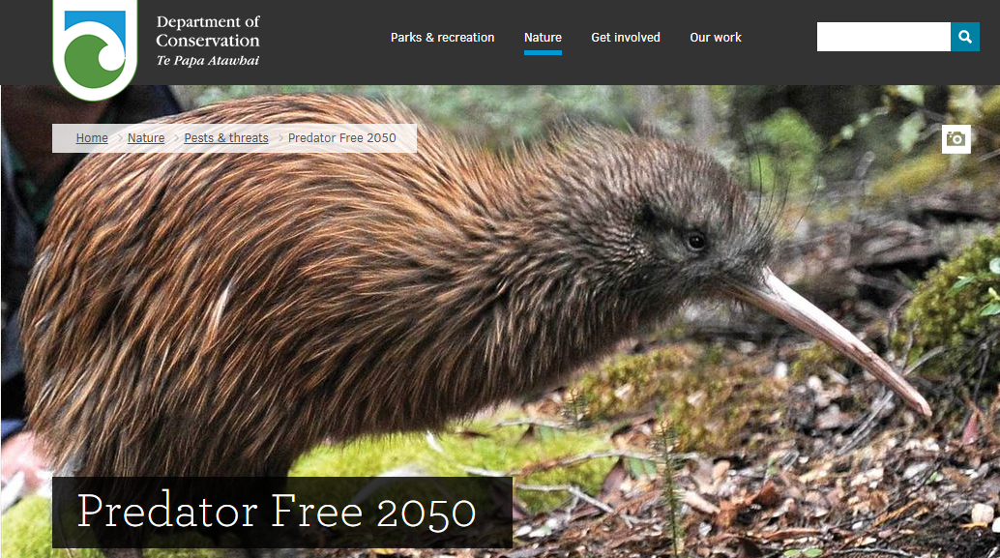 Department of
Conservation
Te Papa Atawhai
Parks & recreation Nature Get involved Our work
Home Nature Pests & threats Predator Free 2050
Predator Free 2050